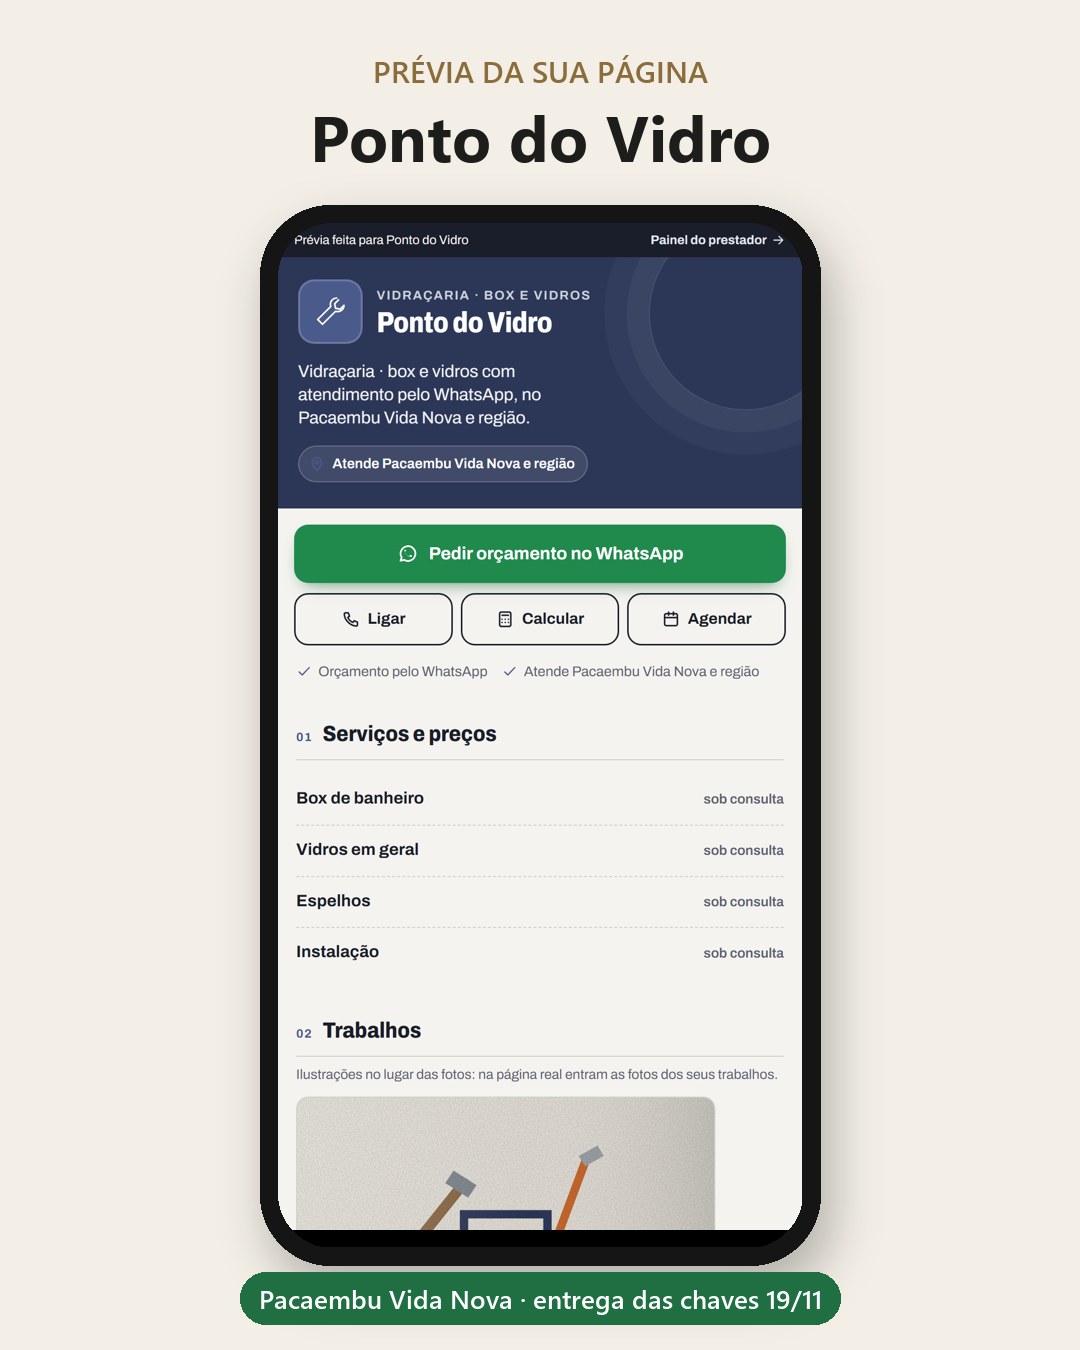 PRÉVIA DA SUA PÁGINA
Ponto do Vidro
Prévia feita para Ponto do Vidro
Painel do prestador →
VIDRAÇARIA · BOX E VIDROS
Ponto do Vidro
Vidraçaria · box e vidros com
atendimento pelo WhatsApp, no
Pacaembu Vida Nova e região.
Atende Pacaembu Vida Nova e região
Pedir orçamento no WhatsApp
Ligar
Calcular
Agendar
Orçamento pelo WhatsApp
Atende Pacaembu Vida Nova e região
01 Serviços e preços
Box de banheiro sob consulta
Vidros em geral sob consulta
Espelhos sob consulta
Instalação sob consulta
02 Trabalhos
Ilustrações no lugar das fotos: na página real entram as fotos dos seus trabalhos.
Pacaembu Vida Nova · entrega das chaves 19/11